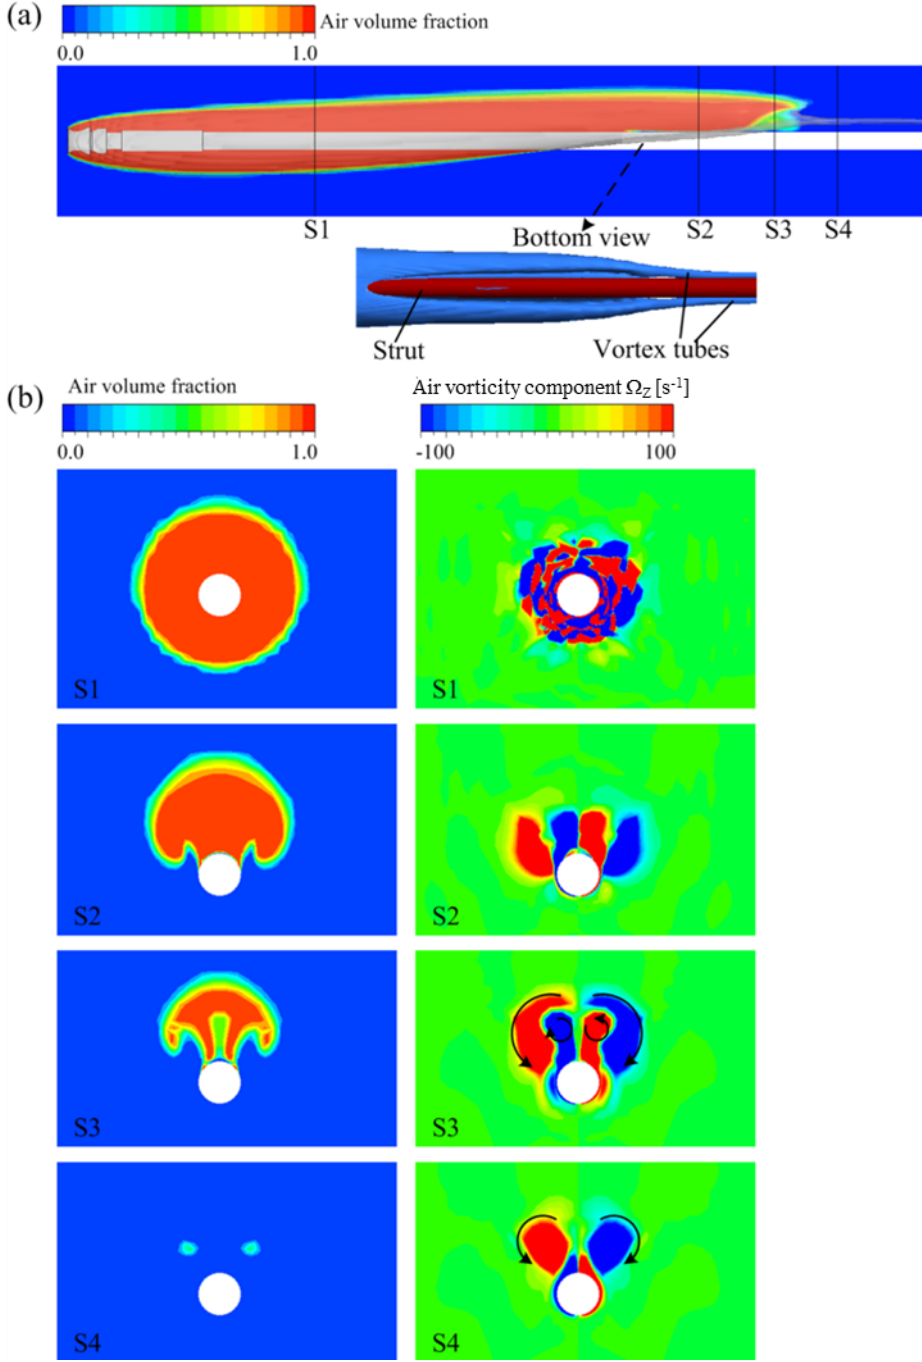 (a)
Air volume fraction
0.0 1.0
S1 Bottom view S2 S3 S4
Strut Vortex tubes
(b)
Air volume fraction Air vorticity component Ω_Z [s⁻¹]
0.0 1.0 -100 100
S1 S1
S2 S2
S3 S3
S4 S4